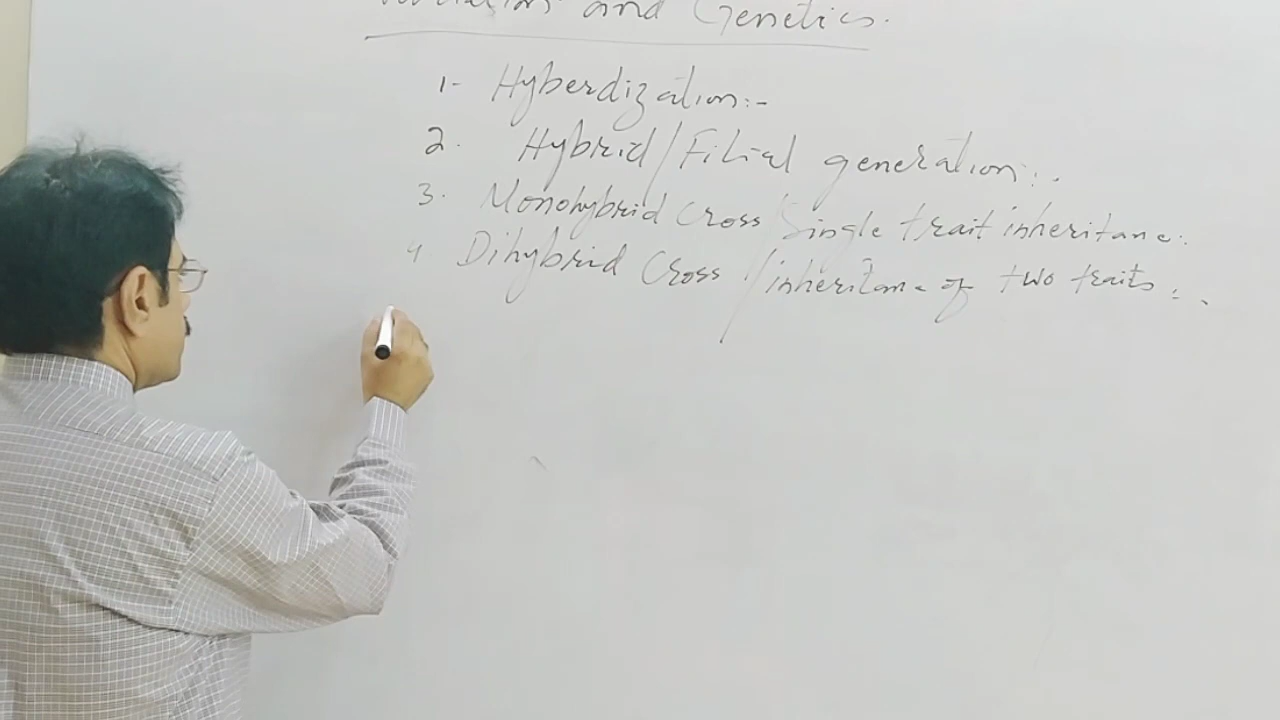 and Genetics.
1- Hyberdization:-
2. Hybrid/Filial generation:.
3. Monohybrid Cross/Single trait inheritance:
4 Dihybrid Cross/inheritance of two traits:.